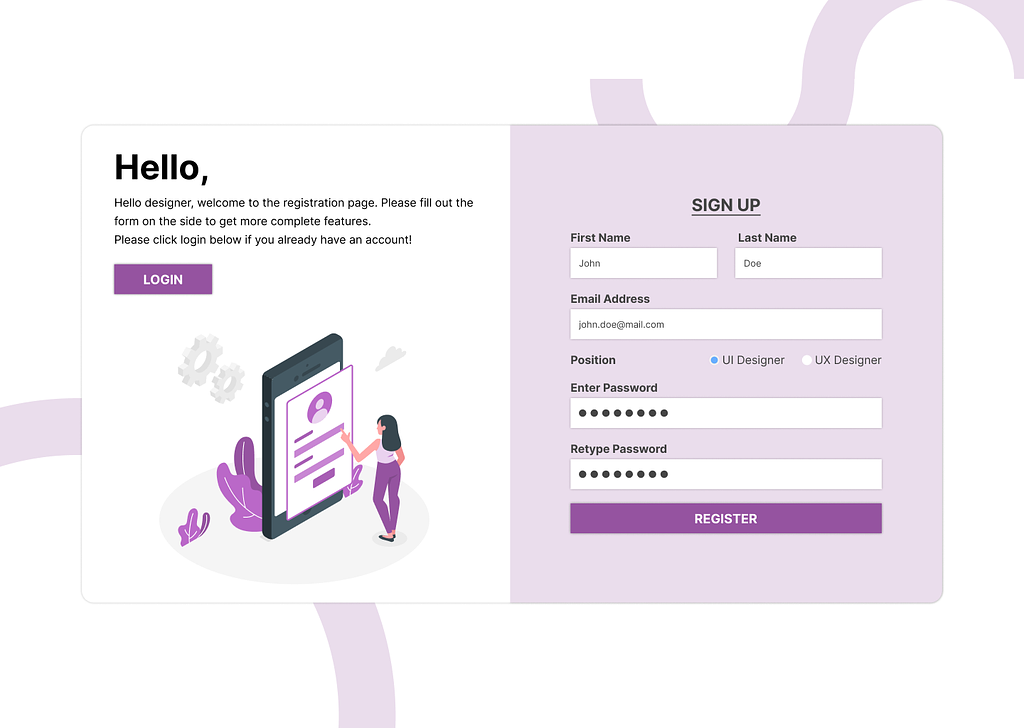 Hello,
Hello designer, welcome to the registration page. Please fill out the
form on the side to get more complete features.
Please click login below if you already have an account!
LOGIN
SIGN UP
First Name
Last Name
John
Doe
Email Address
john.doe@mail.com
Position
UI Designer
UX Designer
Enter Password
Retype Password
REGISTER